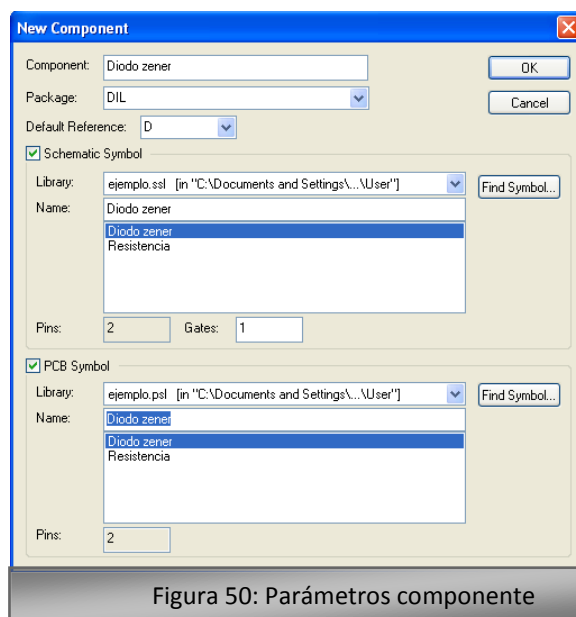 New Component
Component: Diodo zener OK
Package: DIL Cancel
Default Reference: D
Schematic Symbol
Library: ejemplo.ssl [in "C:\Documents and Settings\...\User"] Find Symbol...
Name: Diodo zener
Diodo zener
Resistencia
Pins: 2 Gates: 1
PCB Symbol
Library: ejemplo.psl [in "C:\Documents and Settings\...\User"] Find Symbol...
Name: Diodo zener
Diodo zener
Resistencia
Pins: 2
Figura 50: Parámetros componente